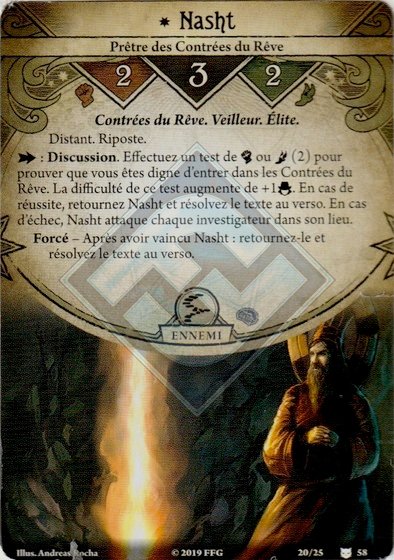 Nasht
Prêtre des Contrées du Rêve
2 3 2
Contrées du Rêve. Veilleur. Élite.
Distant. Riposte.
: Discussion. Effectuez un test de ou (2) pour
prouver que vous êtes digne d'entrer dans les Contrées du
Rêve. La difficulté de ce test augmente de +1 . En cas de
réussite, retournez Nasht et résolvez le texte au verso. En cas
d'échec, Nasht attaque chaque investigateur dans son lieu.
Forcé – Après avoir vaincu Nasht : retournez-le et
résolvez le texte au verso.
ENNEMI
Illus. Andreas Rocha © 2019 FFG 20/25 58